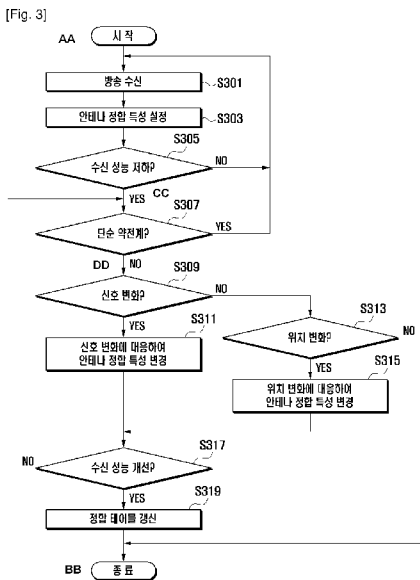 [Fig. 3]
AA
시 작
방송 수신
S301
안테나 정합 특성 설정
S303
S305
수신 성능 저하?
NO
YES
CC
S307
단순 약전계?
YES
DD
NO
S309
신호 변화?
NO
YES
S311
S313
위치 변화?
NO
신호 변화에 대응하여
안테나 정합 특성 변경
YES
S315
위치 변화에 대응하여
안테나 정합 특성 변경
S317
NO
수신 성능 개선?
YES
S319
정합 테이블 갱신
BB
종 료